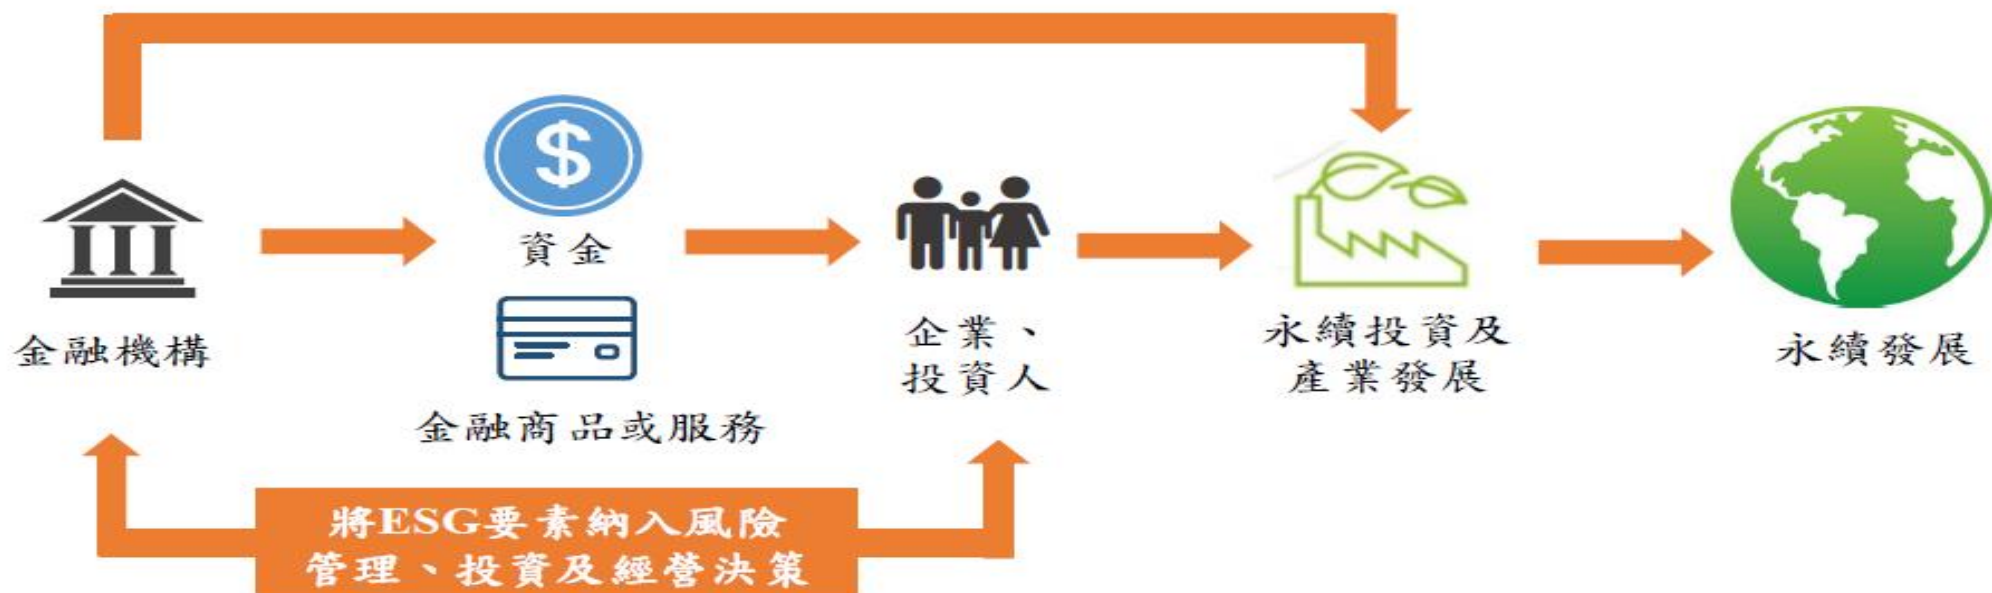 $
資金
金融機構
金融商品或服務
企業、
投資人
永續投資及
產業發展
永續發展
將ESG要素納入風險
管理、投資及經營決策